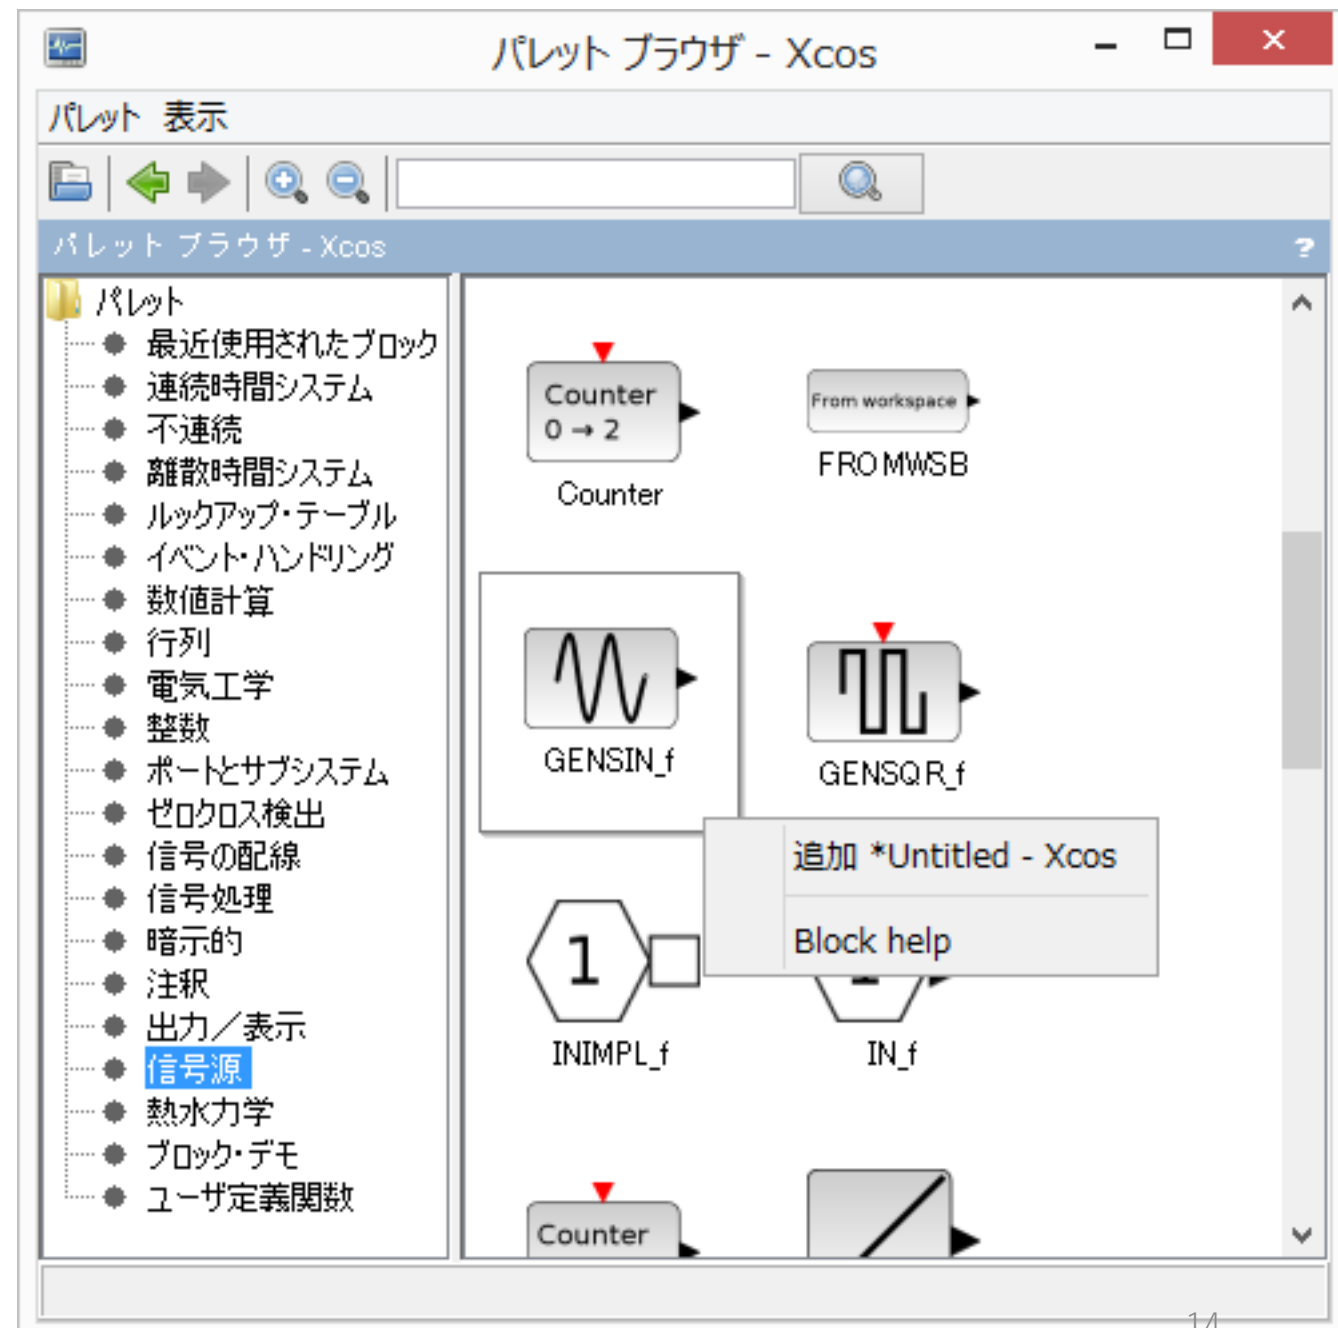 パレット ブラウザ - Xcos
パレット 表示
パレット ブラウザ - Xcos ?
パレット
最近使用されたブロック
連続時間システム
不連続
離散時間システム
ルックアップ・テーブル
イベント・ハンドリング
数値計算
行列
電気工学
整数
ポートとサブシステム
ゼロクロス検出
信号の配線
信号処理
暗示的
注釈
出力／表示
信号源
熱水力学
ブロック・デモ
ユーザ定義関数
Counter
0 → 2
Counter
From workspace
FROMWSB
GENSIN_f
GENSQR_f
追加 *Untitled - Xcos
Block help
1
INIMPL_f
IN_f
Counter
14